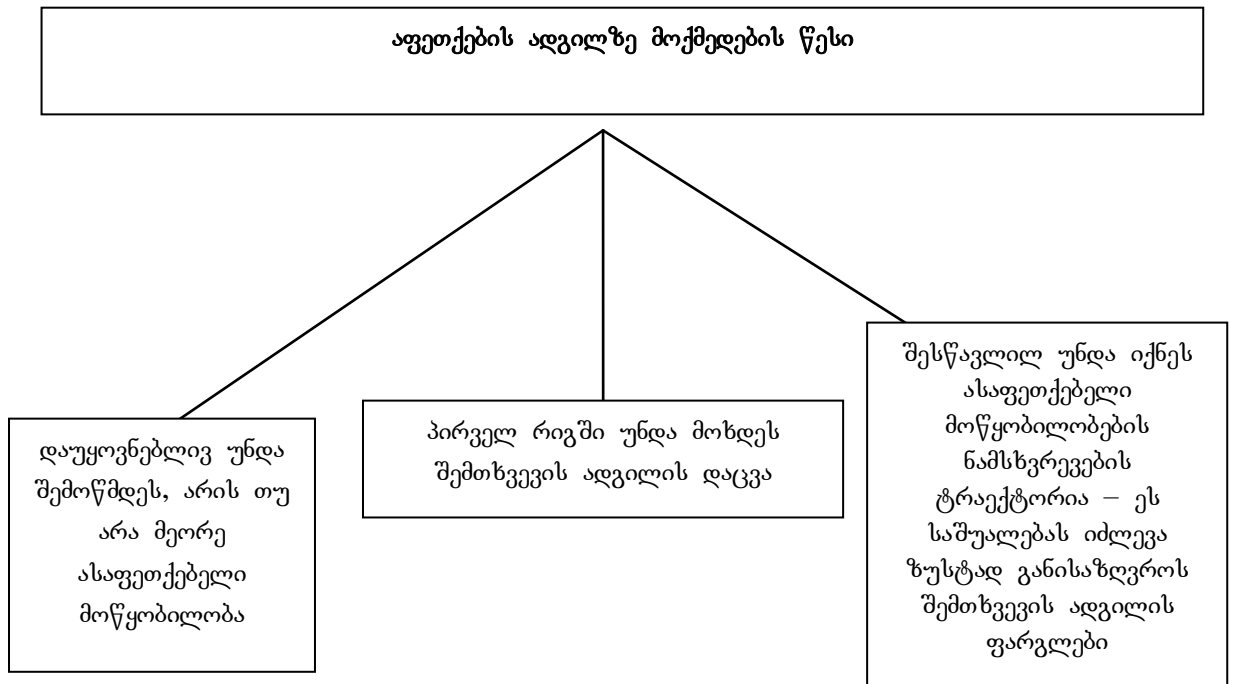 აფეთქების ადგილზე მოქმედების წესი
დაუყოვნებლივ უნდა
შემოწმდეს, არის თუ
არა მეორე
ასაფეთქებელი
მოწყობილობა
პირველ რიგში უნდა მოხდეს
შემთხვევის ადგილის დაცვა
შესწავლილ უნდა იქნეს
ასაფეთქებელი
მოწყობილობების
ნამსხვრევების
ტრაექტორია – ეს
საშუალებას იძლევა
ზუსტად განისაზღვროს
შემთხვევის ადგილის
ფარგლები